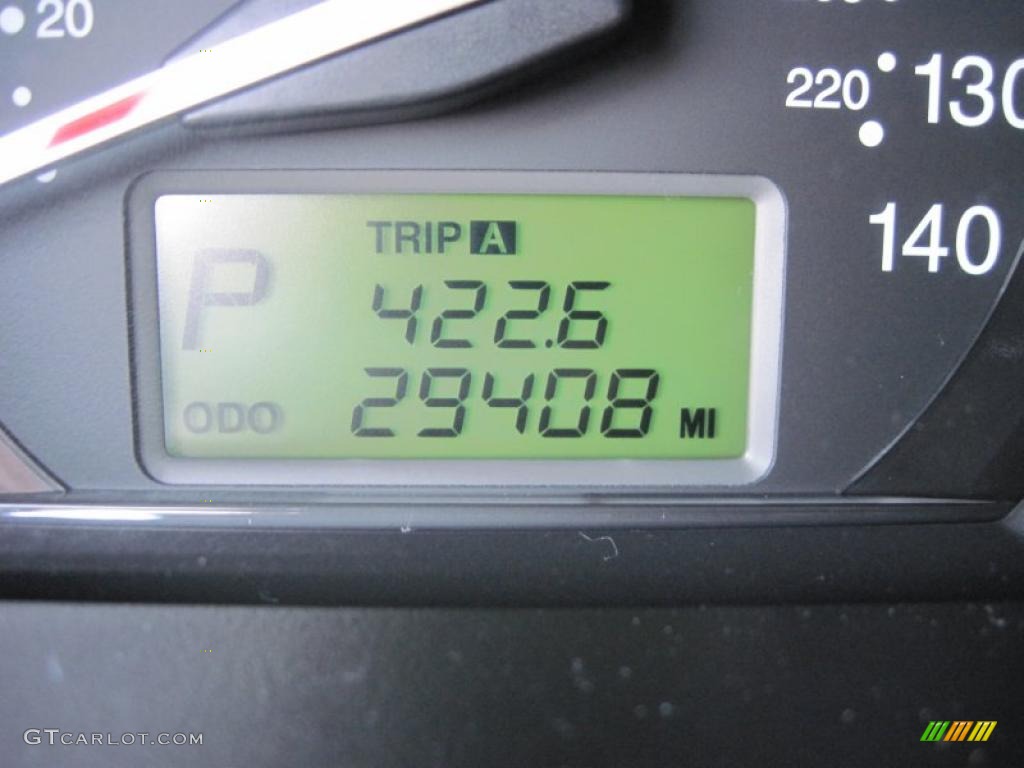 20
220
130
140
TRIP A
P
422.6
ODO 29408 MI
GTCARLOT.COM